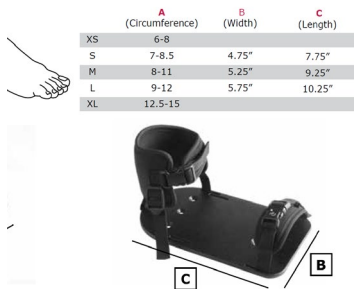 A B C
(Circumference) (Width) (Length)
XS 6-8
S 7-8.5 4.75" 7.75"
M 8-11 5.25" 9.25"
L 9-12 5.75" 10.25"
XL 12.5-15
B
C